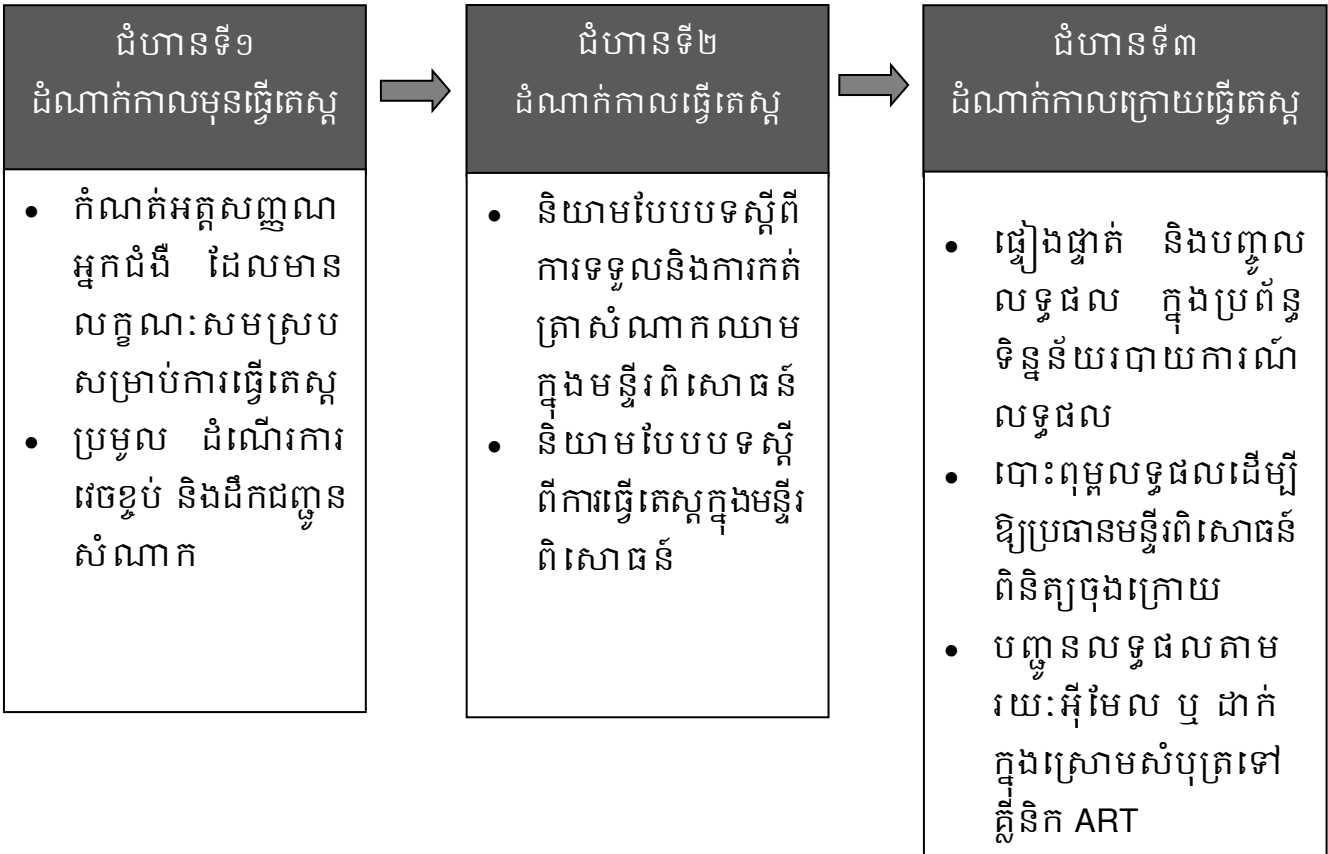 ជំហានទី១
ដំណាក់កាលមុនធ្វើតេស្ត
• កំណត់អត្តសញ្ញណ
អ្នកជំងឺ ដែលមាន
លក្ខណៈសមស្រប
សម្រាប់ការធ្វើតេស្ត
• ប្រមូល ដំណើរការ
វេចខ្ចប់ និងដឹកជញ្ជូន
សំណាក
ជំហានទី២
ដំណាក់កាលធ្វើតេស្ត
• និយាមបែបបទស្តីពី
ការទទួលនិងការកត់
ត្រាសំណាកឈាម
ក្នុងមន្ទីរពិសោធន៍
• និយាមបែបបទស្តី
ពីការធ្វើតេស្តក្នុងមន្ទីរ
ពិសោធន៍
ជំហានទី៣
ដំណាក់កាលក្រោយធ្វើតេស្ត
• ផ្ទៀងផ្ទាត់ និងបញ្ចូល
លទ្ធផល ក្នុងប្រព័ន្ធ
ទិន្នន័យរបាយការណ៍
លទ្ធផល
• បោះពុម្ពលទ្ធផលដើម្បី
ឱ្យប្រធានមន្ទីរពិសោធន៍
ពិនិត្យចុងក្រោយ
• បញ្ជូនលទ្ធផលតាម
រយៈអ៊ីមែល ឬ ដាក់
ក្នុងស្រោមសំបុត្រទៅ
គ្លីនិក ART